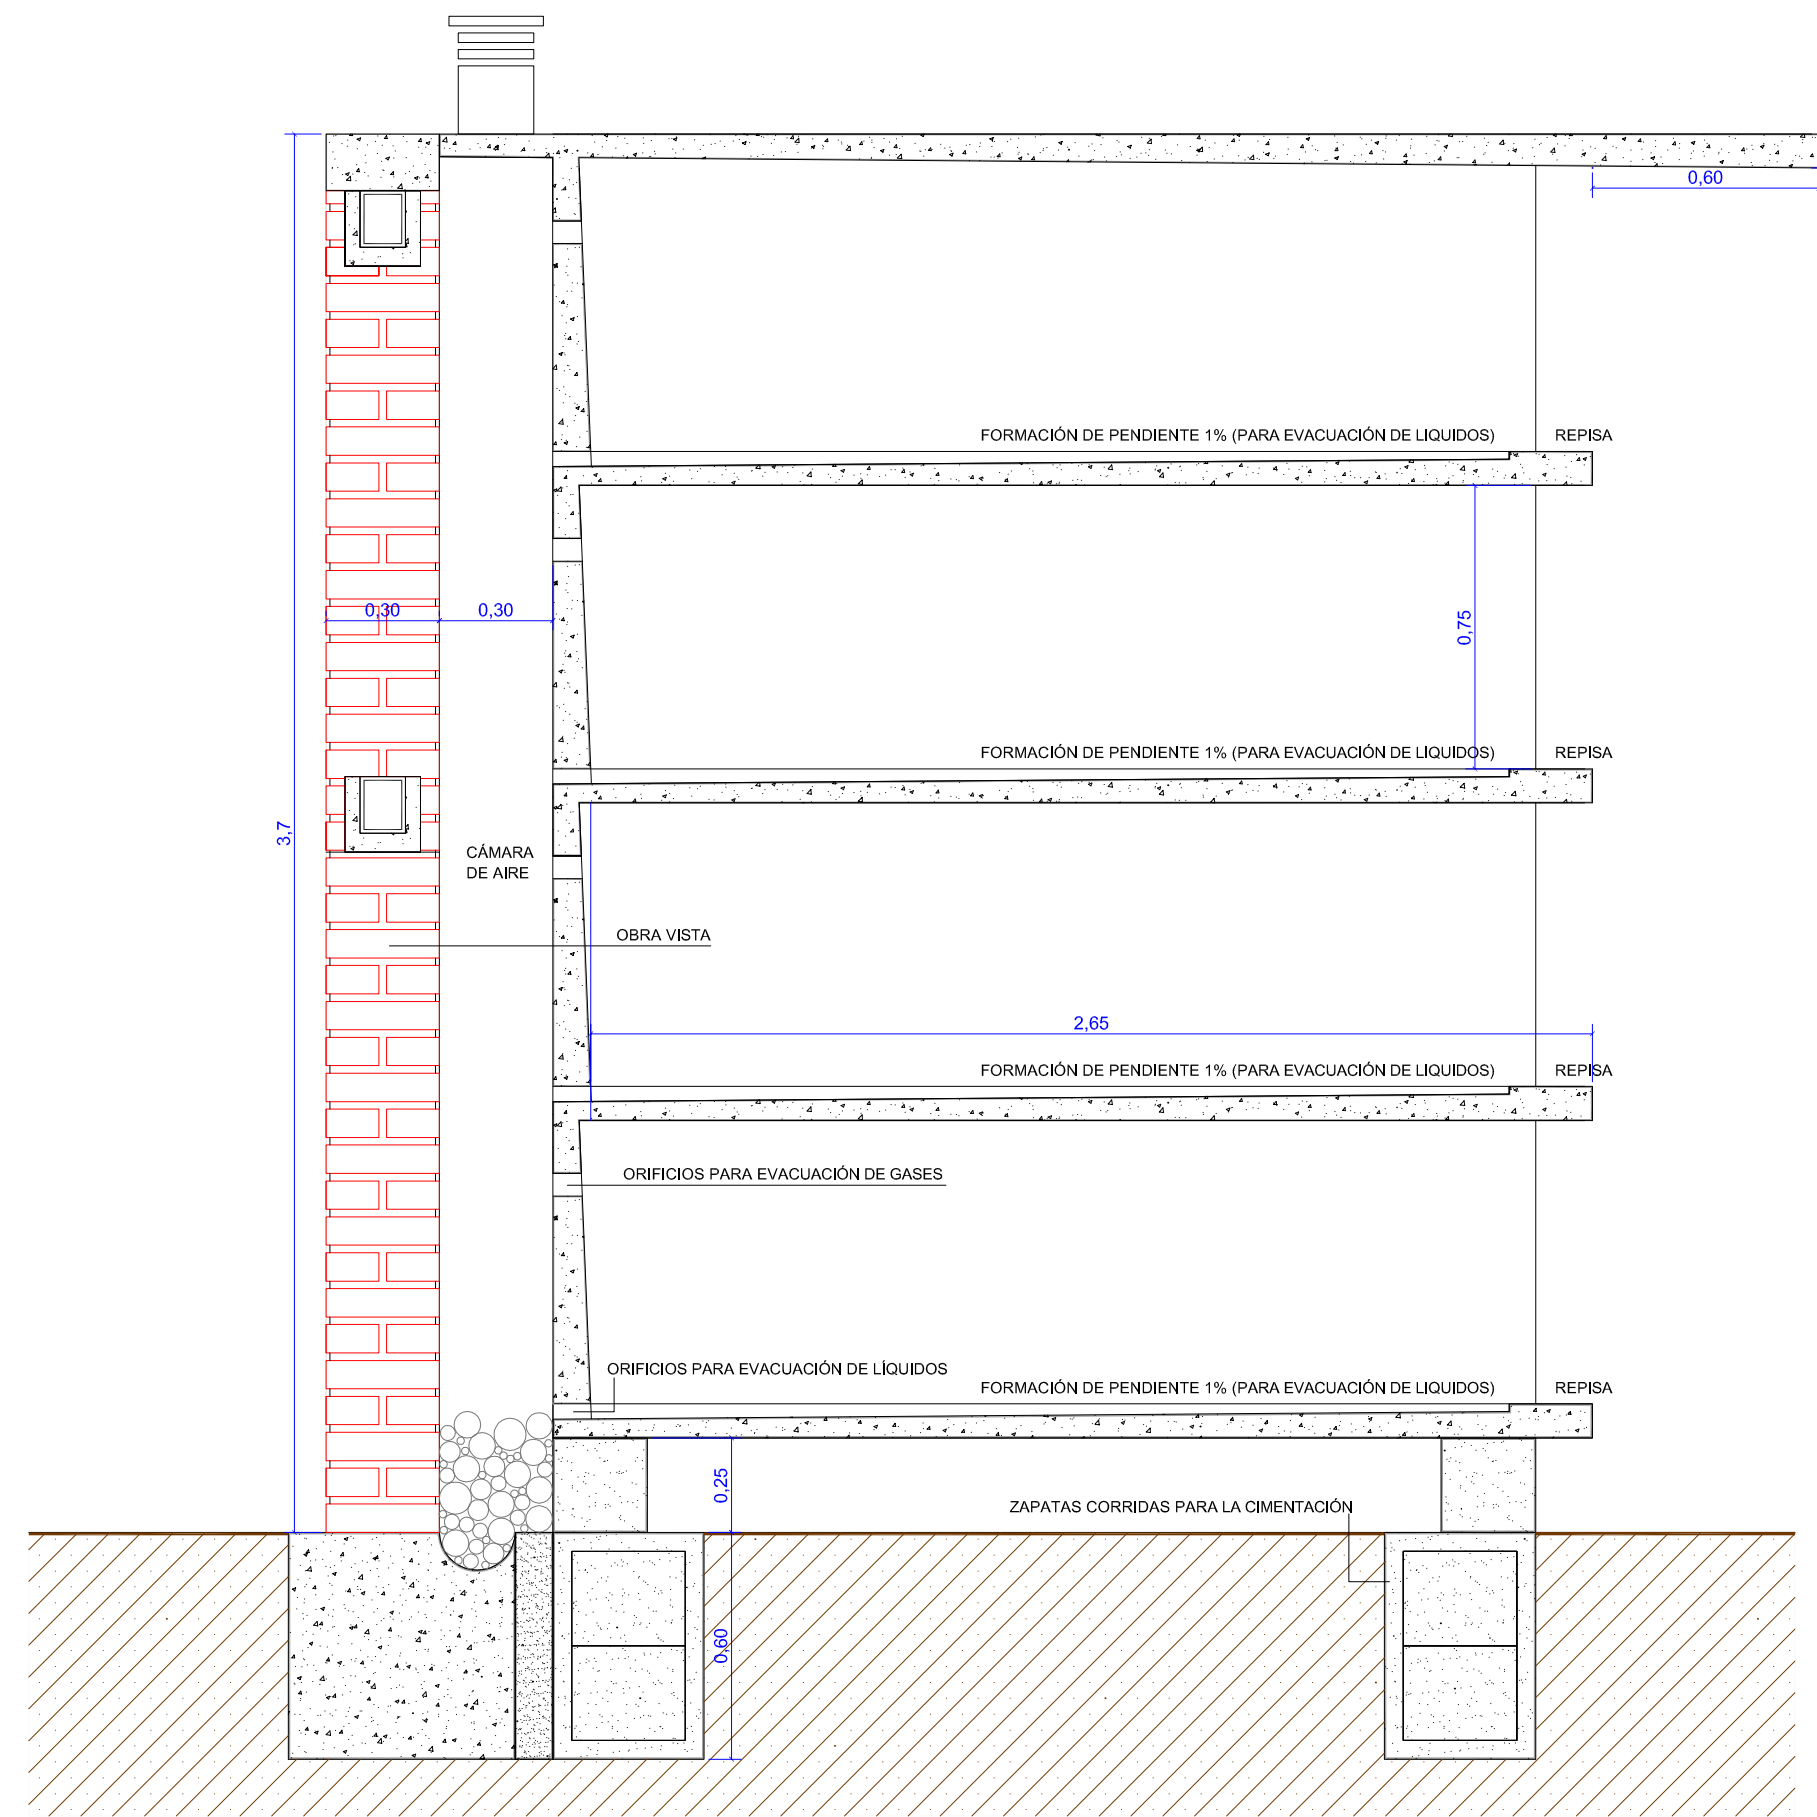 0,60
FORMACIÓN DE PENDIENTE 1% (PARA EVACUACIÓN DE LIQUIDOS) REPISA
0,30 0,30
0,75
FORMACIÓN DE PENDIENTE 1% (PARA EVACUACIÓN DE LIQUIDOS) REPISA
3,7
CÁMARA
DE AIRE
OBRA VISTA
2,65
FORMACIÓN DE PENDIENTE 1% (PARA EVACUACIÓN DE LIQUIDOS) REPISA
ORIFICIOS PARA EVACUACIÓN DE GASES
ORIFICIOS PARA EVACUACIÓN DE LÍQUIDOS
FORMACIÓN DE PENDIENTE 1% (PARA EVACUACIÓN DE LIQUIDOS) REPISA
0,25
ZAPATAS CORRIDAS PARA LA CIMENTACIÓN
0,60